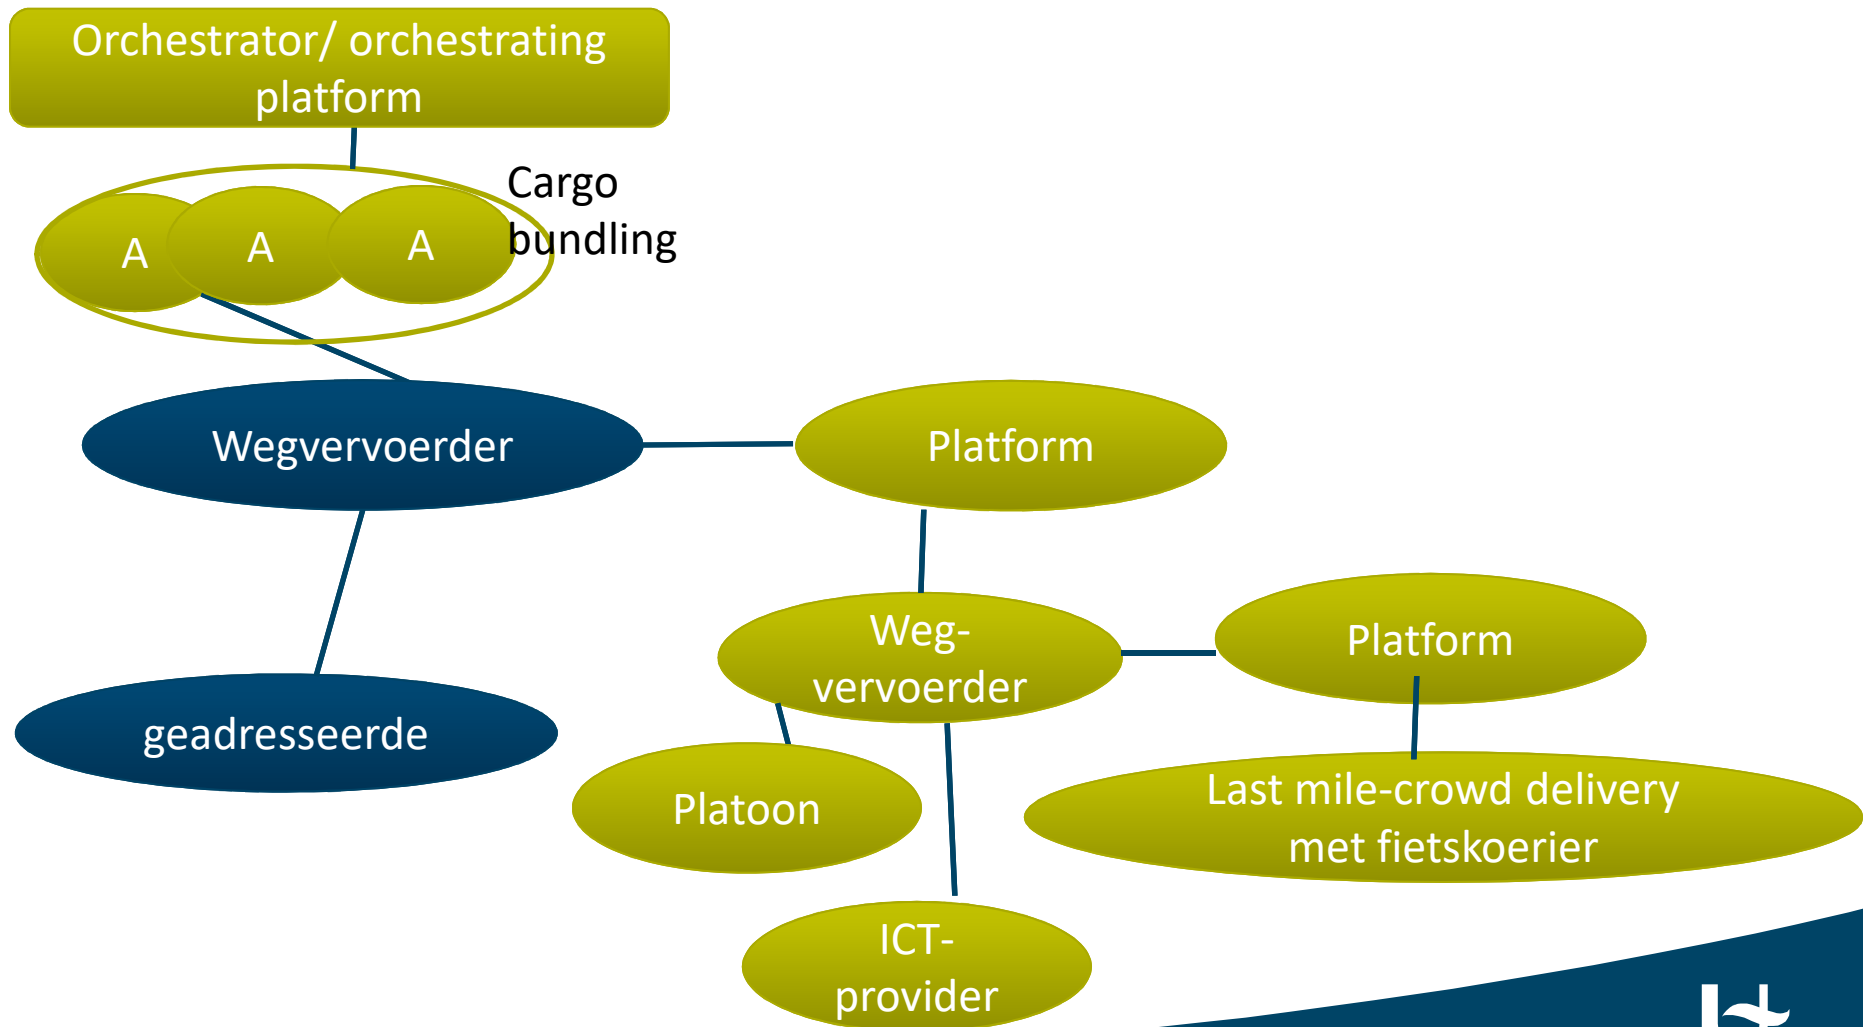 Orchestrator/ orchestrating
platform
Cargo
bundling
A
A
A
Wegvervoerder
Platform
Weg-
vervoerder
Platform
geadresseerde
Platoon
Last mile-crowd delivery
met fietskoerier
ICT-
provider